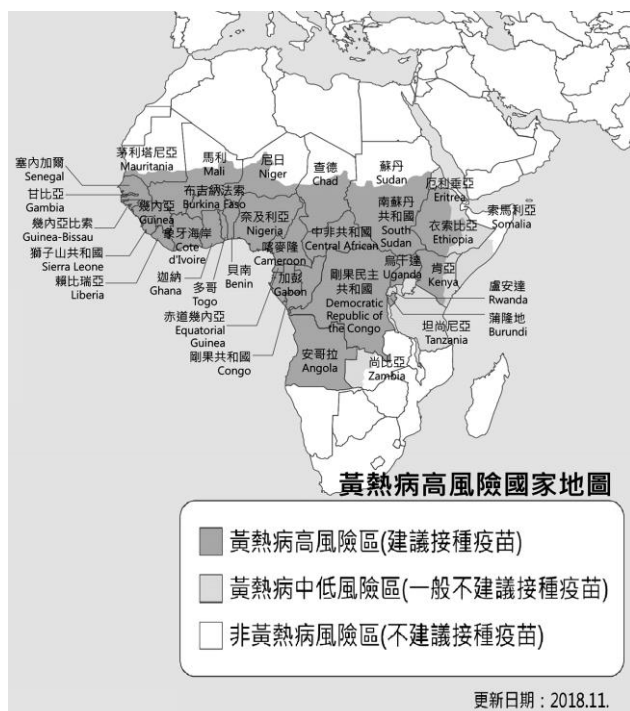 茅利塔尼亞
Mauritania
馬利
Mali
尼日
Niger
查德
Chad
蘇丹
Sudan
厄利垂亞
Eritrea
塞內加爾
Senegal
甘比亞
Gambia
幾內亞比索
Guinea-Bissau
獅子山共和國
Sierra Leone
賴比瑞亞
Liberia
幾內亞
Guinea
布吉納法索
Burkina Faso
象牙海岸
Cote
d'Ivoire
迦納
Ghana
多哥
Togo
貝南
Benin
奈及利亞
Nigeria
喀麥隆
Cameroon
中非共和國
Central African
南蘇丹
共和國
South
Sudan
衣索比亞
Ethiopia
索馬利亞
Somalia
加彭
Gabon
赤道幾內亞
Equatorial
Guinea
剛果共和國
Congo
剛果民主
共和國
Democratic
Republic of
the Congo
烏干達
Uganda
肯亞
Kenya
盧安達
Rwanda
蒲隆地
Burundi
坦尚尼亞
Tanzania
安哥拉
Angola
尚比亞
Zambia
黃熱病高風險國家地圖
黃熱病高風險區(建議接種疫苗)
黃熱病中低風險區(一般不建議接種疫苗)
非黃熱病風險區(不建議接種疫苗)
更新日期：2018.11.